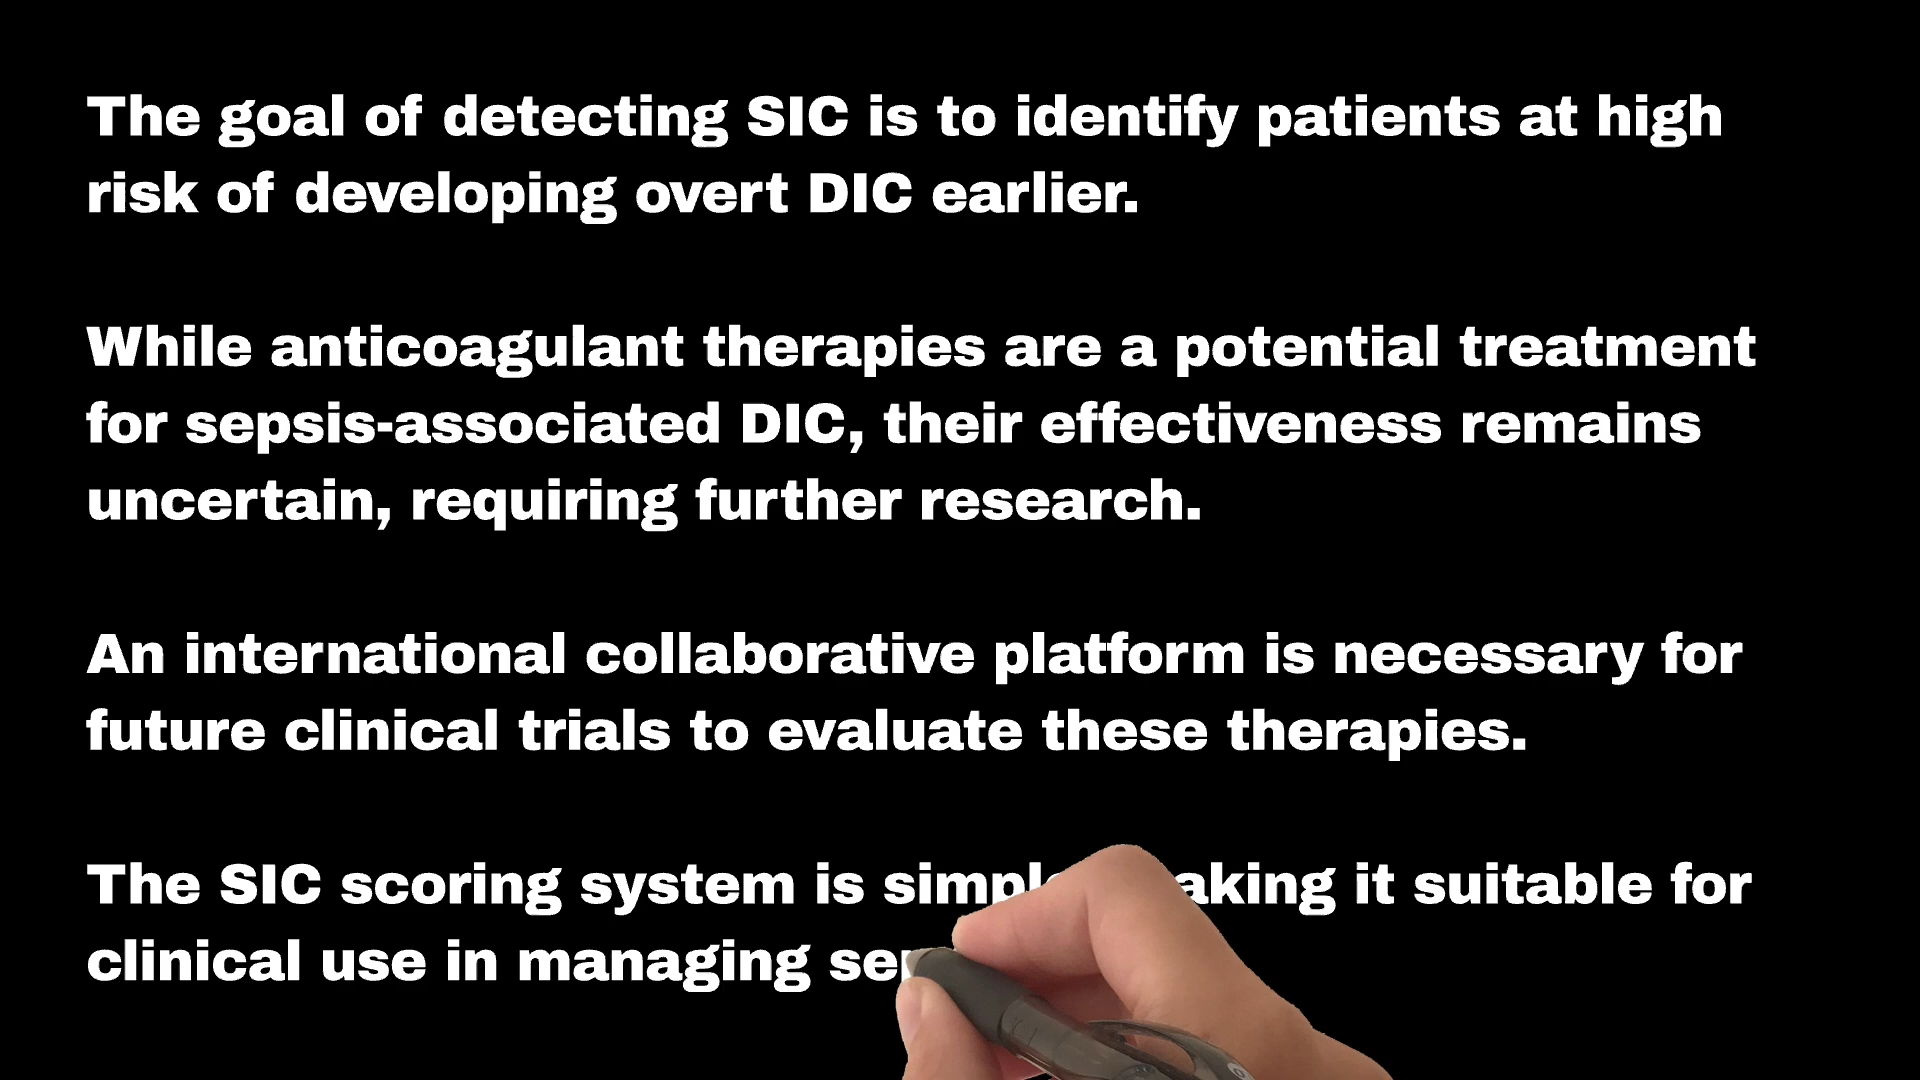 The goal of detecting SIC is to identify patients at high
risk of developing overt DIC earlier.
While anticoagulant therapies are a potential treatment
for sepsis-associated DIC, their effectiveness remains
uncertain, requiring further research.
An international collaborative platform is necessary for
future clinical trials to evaluate these therapies.
The SIC scoring system is it suitable for
clinical use in managing